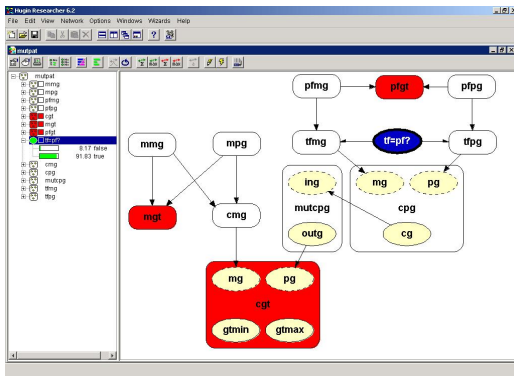 Hugin Researcher 6.2
File Edit View Network Options Windows Wizards Help
mutpat
mutpat
mmg
mpg
pfmg
pfpg
cgt
mgt
pfgt
tf=pf?
8.17 false
91.83 true
cmg
cpg
mutcpg
tfmg
tfpg
pfmg
pfgt
pfpg
mmg
mpg
tfmg
tf=pf?
tfpg
ing
mutcpg
outg
mg
pg
cpg
cg
mgt
cmg
mg
pg
cgt
gtmin
gtmax